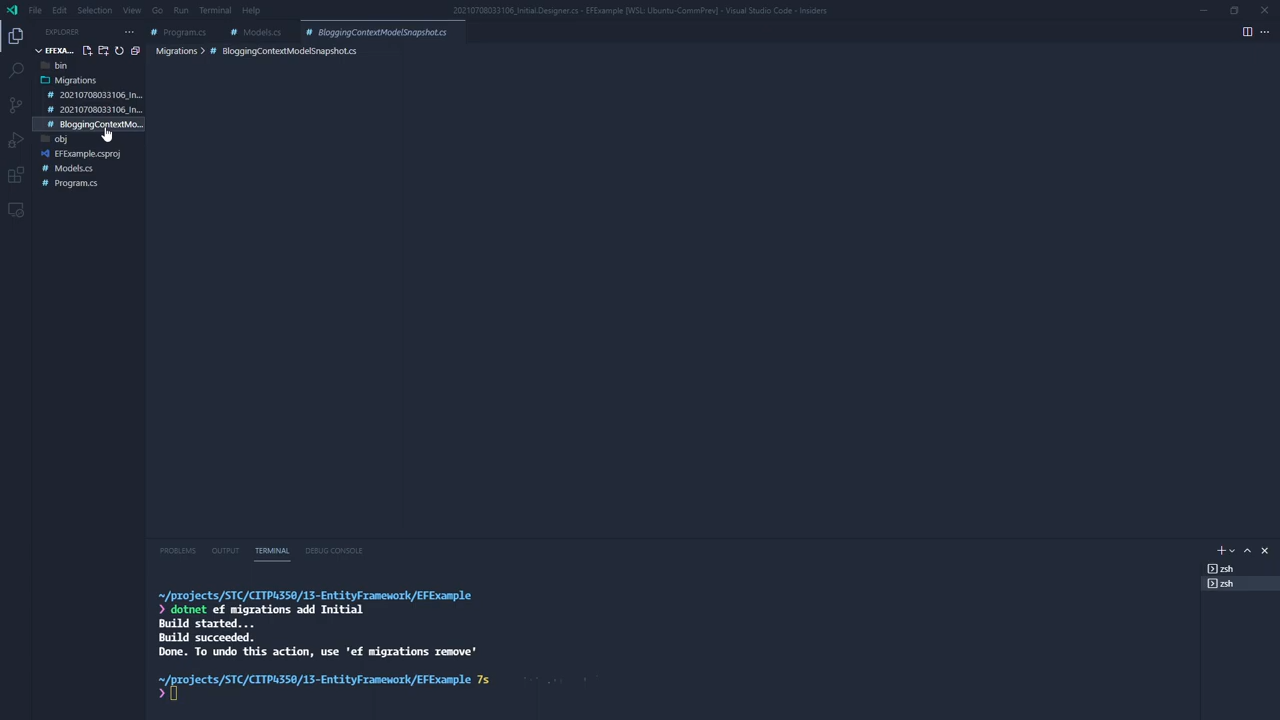 File Edit Selection View Go Run Terminal Help
20210708033106_Initial.Designer.cs - EFExample [WSL: Ubuntu-CommPrev] - Visual Studio Code - Insiders
EXPLORER
Program.cs
Models.cs
BloggingContextModelSnapshot.cs
EFEXA...
Migrations > # BloggingContextModelSnapshot.cs
bin
Migrations
# 20210708033106_In...
# 20210708033106_In...
# BloggingContextMo...
obj
EFExample.csproj
# Models.cs
# Program.cs
PROBLEMS OUTPUT TERMINAL DEBUG CONSOLE
~/projects/STC/CITP4350/13-EntityFramework/EFExample
❯ dotnet ef migrations add Initial
Build started...
Build succeeded.
Done. To undo this action, use 'ef migrations remove'
~/projects/STC/CITP4350/13-EntityFramework/EFExample 7s
❯
zsh
zsh